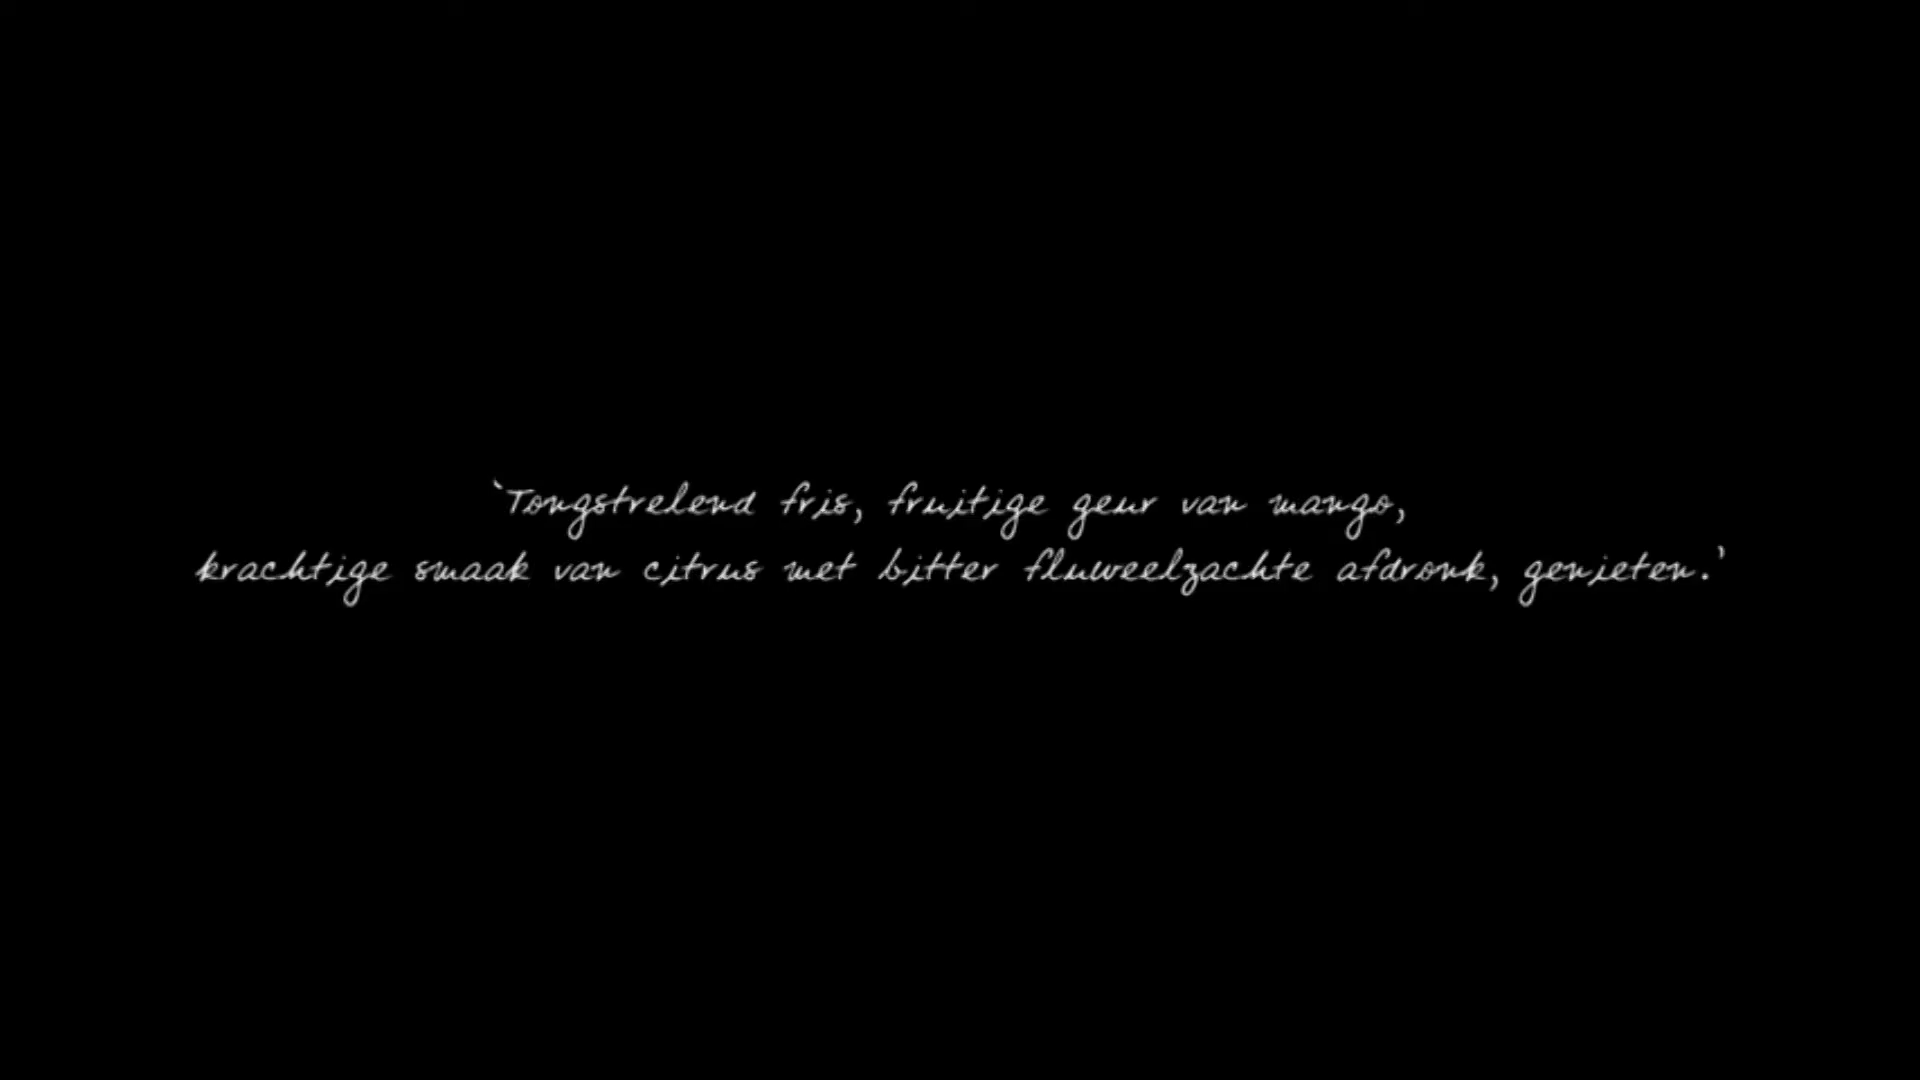 ‘Tongstrelend fris, fruitige geur van mango,
krachtige smaak van citrus met bitter fluweelzachte afdronk, genieten.’